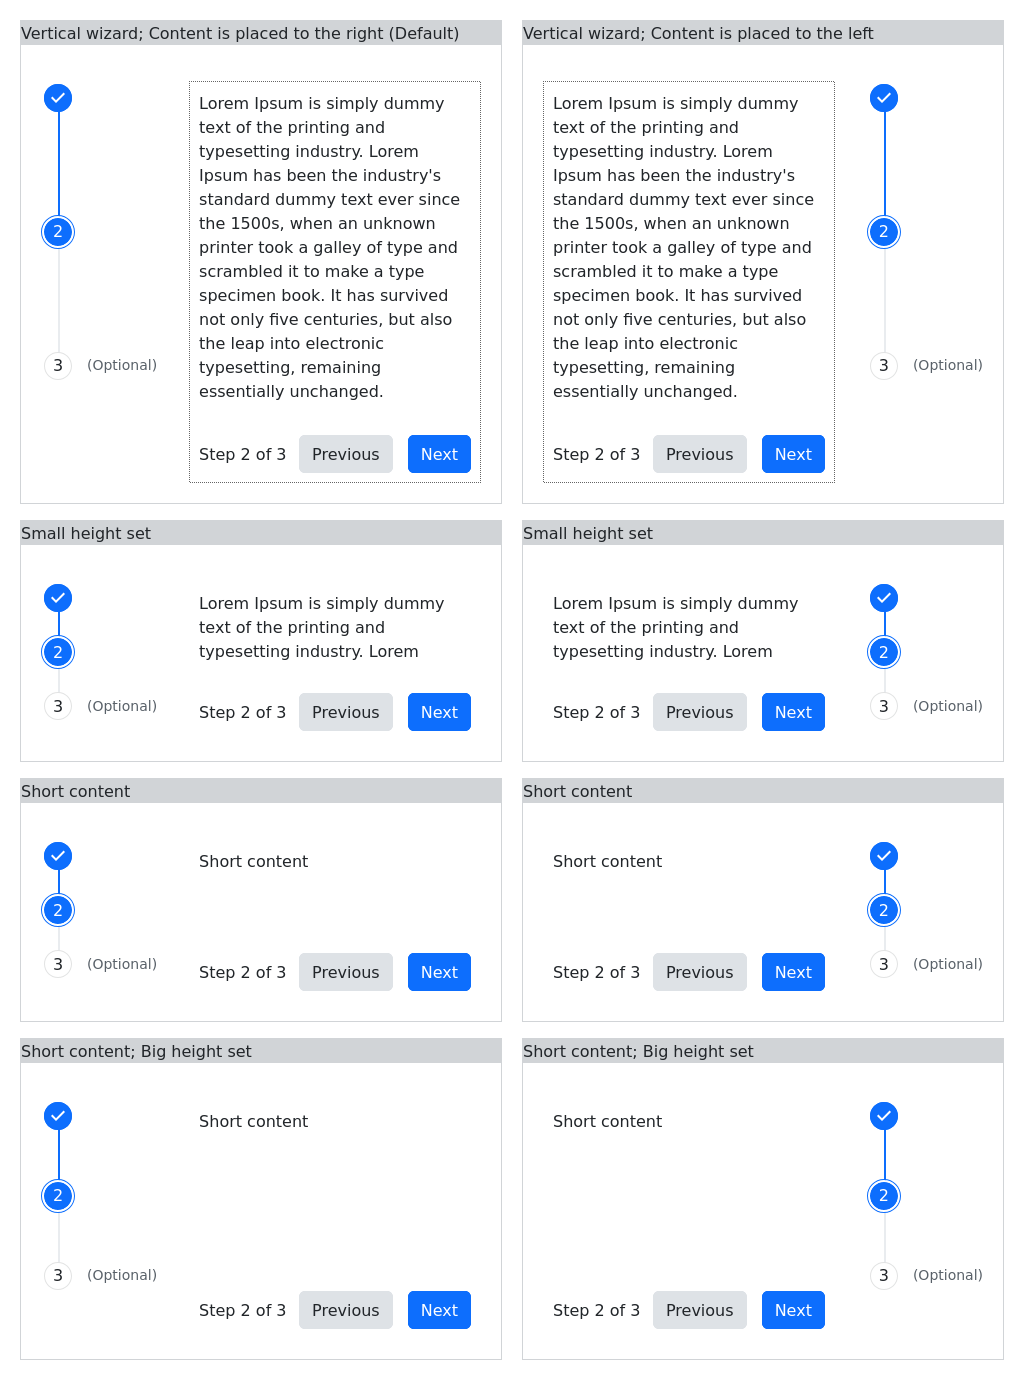 Vertical wizard; Content is placed to the right (Default)
Lorem Ipsum is simply dummy
text of the printing and
typesetting industry. Lorem
Ipsum has been the industry's
standard dummy text ever since
the 1500s, when an unknown
printer took a galley of type and
scrambled it to make a type
specimen book. It has survived
not only five centuries, but also
the leap into electronic
typesetting, remaining
essentially unchanged.
2
3 (Optional)
Step 2 of 3 Previous Next
Vertical wizard; Content is placed to the left
Lorem Ipsum is simply dummy
text of the printing and
typesetting industry. Lorem
Ipsum has been the industry's
standard dummy text ever since
the 1500s, when an unknown
printer took a galley of type and
scrambled it to make a type
specimen book. It has survived
not only five centuries, but also
the leap into electronic
typesetting, remaining
essentially unchanged.
2
3 (Optional)
Step 2 of 3 Previous Next
Small height set
Lorem Ipsum is simply dummy
text of the printing and
typesetting industry. Lorem
2
3 (Optional)
Step 2 of 3 Previous Next
Small height set
Lorem Ipsum is simply dummy
text of the printing and
typesetting industry. Lorem
2
3 (Optional)
Step 2 of 3 Previous Next
Short content
Short content
2
3 (Optional)
Step 2 of 3 Previous Next
Short content
Short content
2
3 (Optional)
Step 2 of 3 Previous Next
Short content; Big height set
Short content
2
3 (Optional)
Step 2 of 3 Previous Next
Short content; Big height set
Short content
2
3 (Optional)
Step 2 of 3 Previous Next